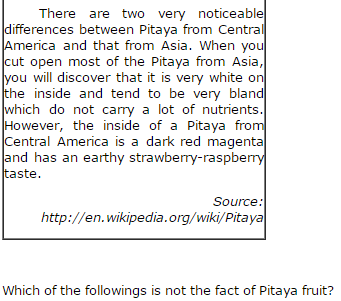 There are two very noticeable
differences between Pitaya from Central
America and that from Asia. When you
cut open most of the Pitaya from Asia,
you will discover that it is very white on
the inside and tend to be very bland
which do not carry a lot of nutrients.
However, the inside of a Pitaya from
Central America is a dark red magenta
and has an earthy strawberry-raspberry
taste.
Source:
http://en.wikipedia.org/wiki/Pitaya
Which of the followings is not the fact of Pitaya fruit?